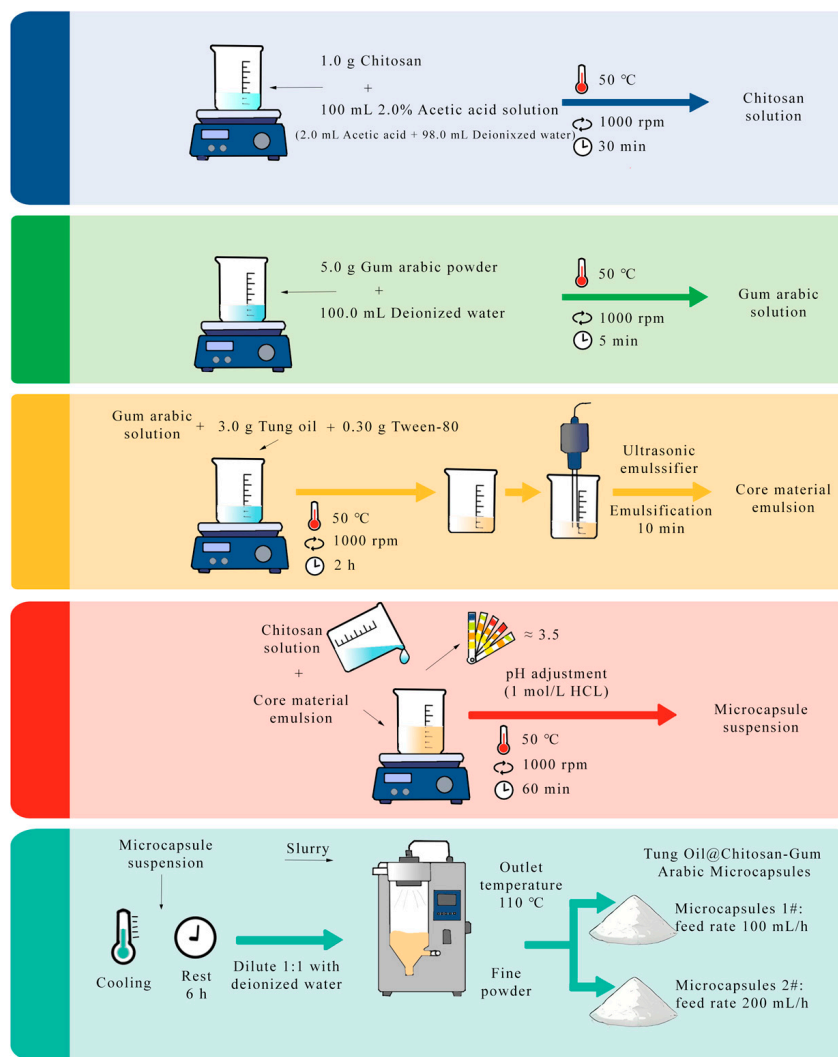 1.0 g Chitosan
+
100 mL 2.0% Acetic acid solution
(2.0 mL Acetic acid + 98.0 mL Deionixzed water)
50 ℃
1000 rpm
30 min
Chitosan
solution
5.0 g Gum arabic powder
+
100.0 mL Deionized water
50 ℃
1000 rpm
5 min
Gum arabic
solution
Gum arabic
solution
+ 3.0 g Tung oil + 0.30 g Tween-80
50 ℃
1000 rpm
2 h
Ultrasonic
emulssifier
Emulsification
10 min
Core material
emulsion
Chitosan
solution
+
Core material
emulsion
≈ 3.5
pH adjustment
(1 mol/L HCL)
50 ℃
1000 rpm
60 min
Microcapsule
suspension
Microcapsule
suspension
Cooling
Rest
6 h
Slurry
Dilute 1:1 with
deionized water
Outlet
temperature
110 ℃
Fine
powder
Tung Oil@Chitosan-Gum
Arabic Microcapsules
Microcapsules 1#:
feed rate 100 mL/h
Microcapsules 2#:
feed rate 200 mL/h